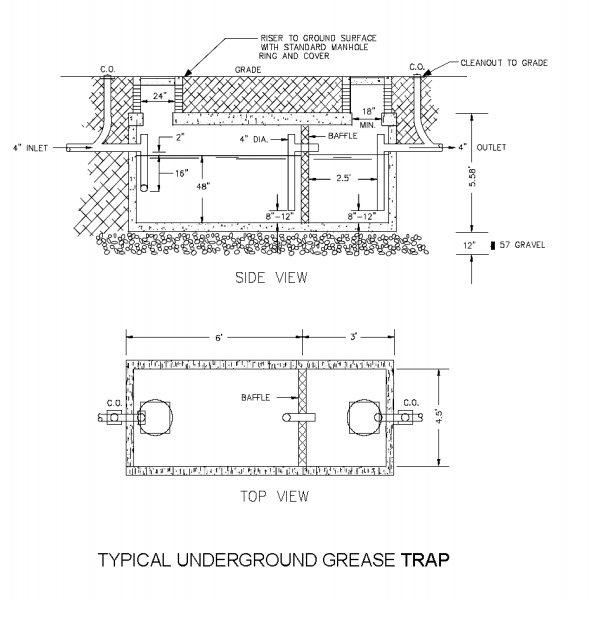 RISER TO GROUND SURFACE
WITH STANDARD MANHOLE
RING AND COVER
C.O.
GRADE
C.O.
CLEANOUT TO GRADE
24"
18"
MIN.
2"
4" DIA.
BAFFLE
4" INLET
4" OUTLET
16"
48"
2.5'
5.58'
8"-12"
8"-12"
12"
57 GRAVEL
SIDE VIEW
6'
3'
BAFFLE
C.O.
C.O.
4.5'
TOP VIEW
TYPICAL UNDERGROUND GREASE TRAP